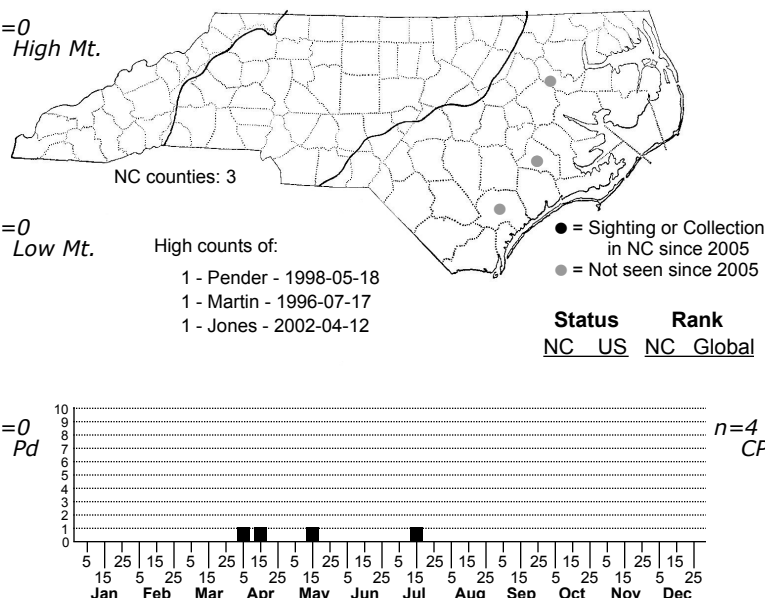 =0
High Mt.
NC counties: 3
=0
Low Mt.
High counts of:
1 - Pender - 1998-05-18
1 - Martin - 1996-07-17
1 - Jones - 2002-04-12
● = Sighting or Collection
in NC since 2005
● = Not seen since 2005
Status Rank
NC US NC Global
=0
Pd
n=4
CP
10
9
8
7
6
5
4
3
2
1
0
5 25 15 5 25 15 5 25 15 5 25 15 5 25 15 5 25 15
15 5 25 15 5 25 15 5 25 15 5 25 15 5 25 15 5 25
Jan Feb Mar Apr May Jun Jul Aug Sep Oct Nov Dec